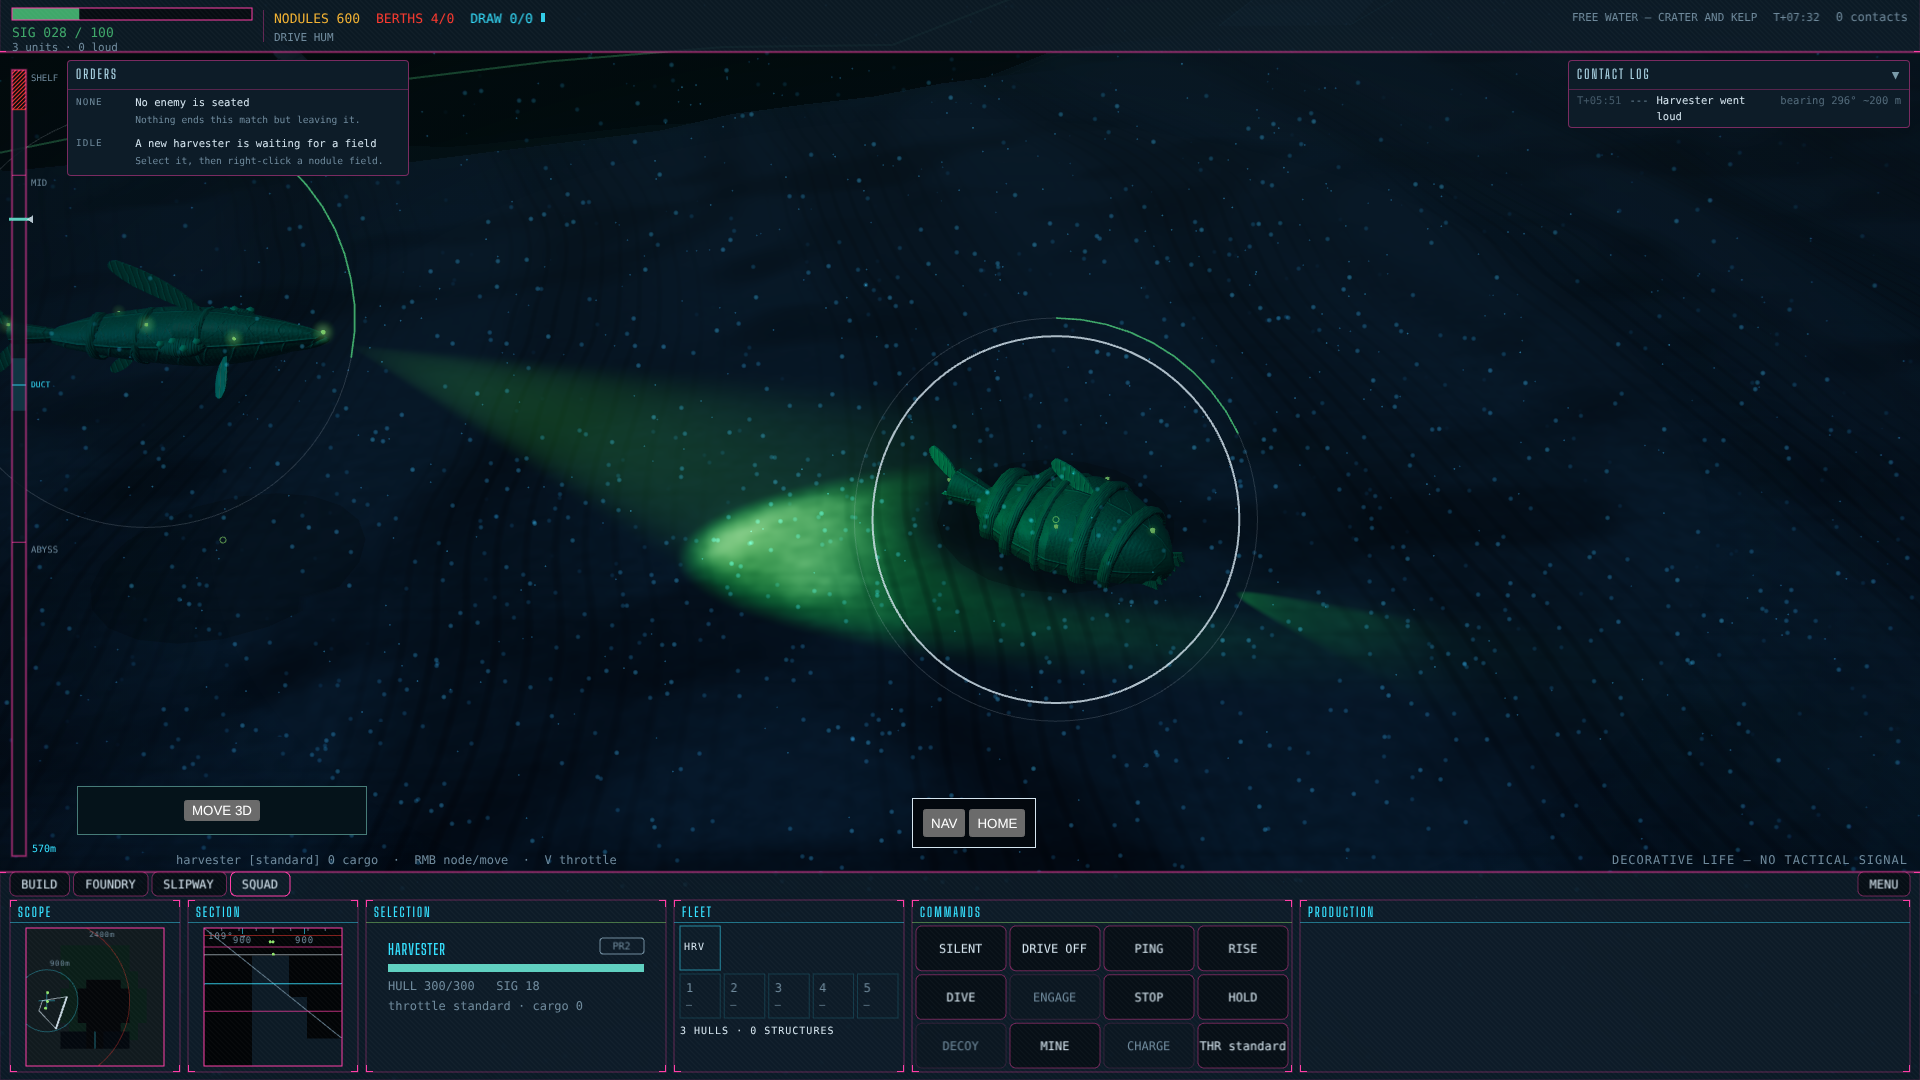 SIG 028 / 100
3 units · 0 loud
NODULES 600 BERTHS 4/0 DRAW 0/0
DRIVE HUM
FREE WATER — CRATER AND KELP T+07:32 0 contacts
SHELF
MID
DUCT
ABYSS
570m
ORDERS
NONE No enemy is seated
Nothing ends this match but leaving it.
IDLE A new harvester is waiting for a field
Select it, then right-click a nodule field.
CONTACT LOG ▼
T+05:51 --- Harvester went loud bearing 296° ~200 m
MOVE 3D
NAV HOME
harvester [standard] 0 cargo · RMB node/move · V throttle
DECORATIVE LIFE — NO TACTICAL SIGNAL
BUILD FOUNDRY SLIPWAY SQUAD MENU
SCOPE
2400m
900m
SECTION
109°
900 900
SELECTION
HARVESTER PR2
HULL 300/300 SIG 18
throttle standard · cargo 0
FLEET
HRV
1 2 3 4 5
— — — — —
3 HULLS · 0 STRUCTURES
COMMANDS
SILENT DRIVE OFF PING RISE
DIVE ENGAGE STOP HOLD
DECOY MINE CHARGE THR standard
PRODUCTION